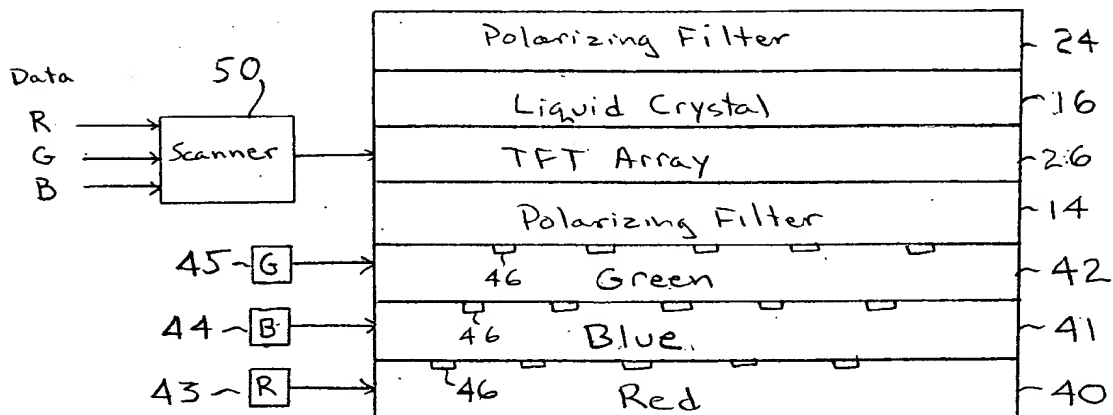 Polarizing Filter 24
Data 50
Liquid Crystal 16
R
G Scanner TFT Array 26
B
Polarizing Filter 14
45 G 46 Green 42
44 B 46 Blue 41
43 R 46 Red 40